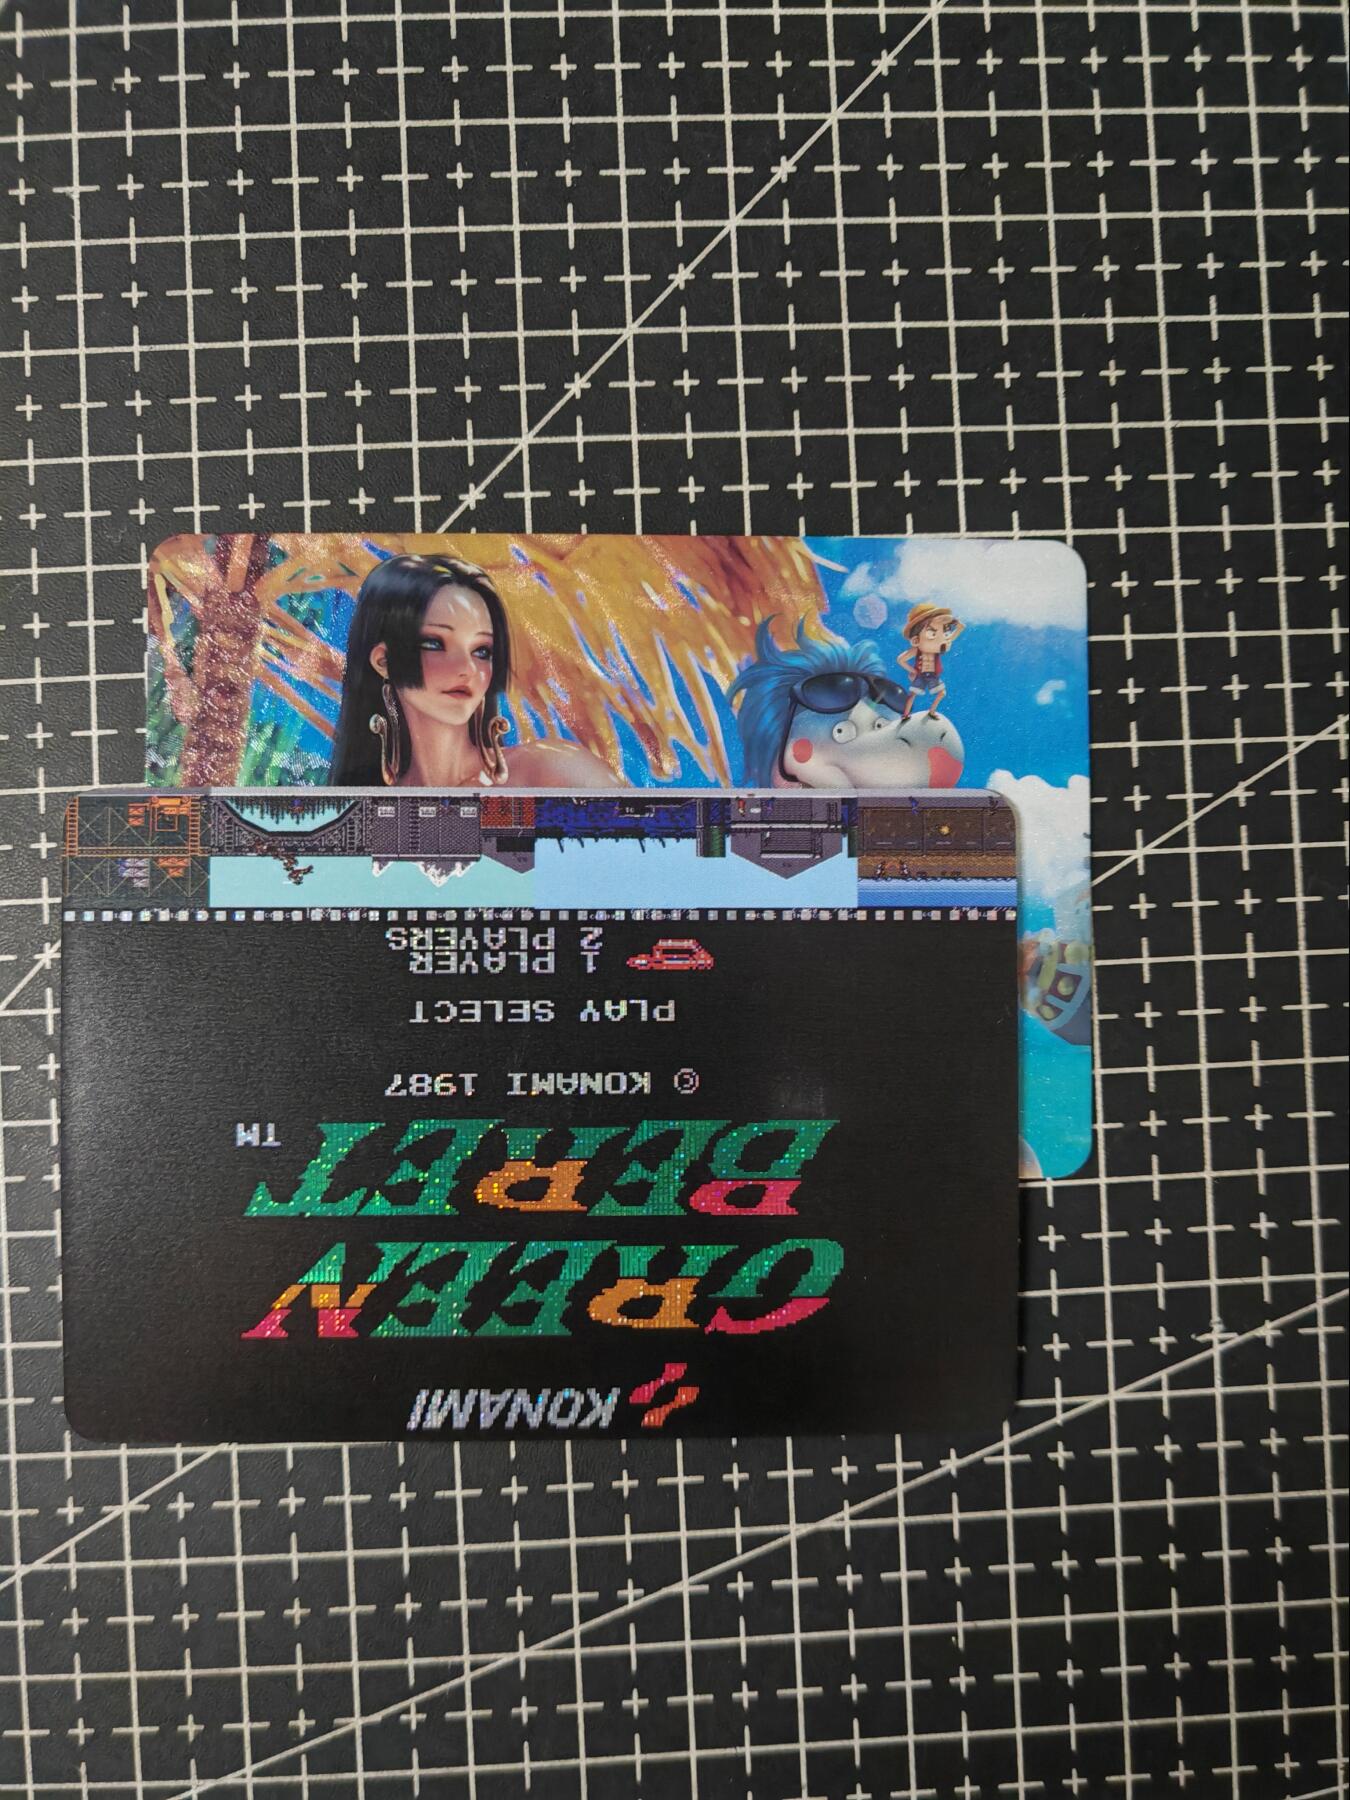 KONAMI
GREEN
BERET
TM
© KONAMI 1987
PLAY SELECT
1 PLAYER
2 PLAYERS